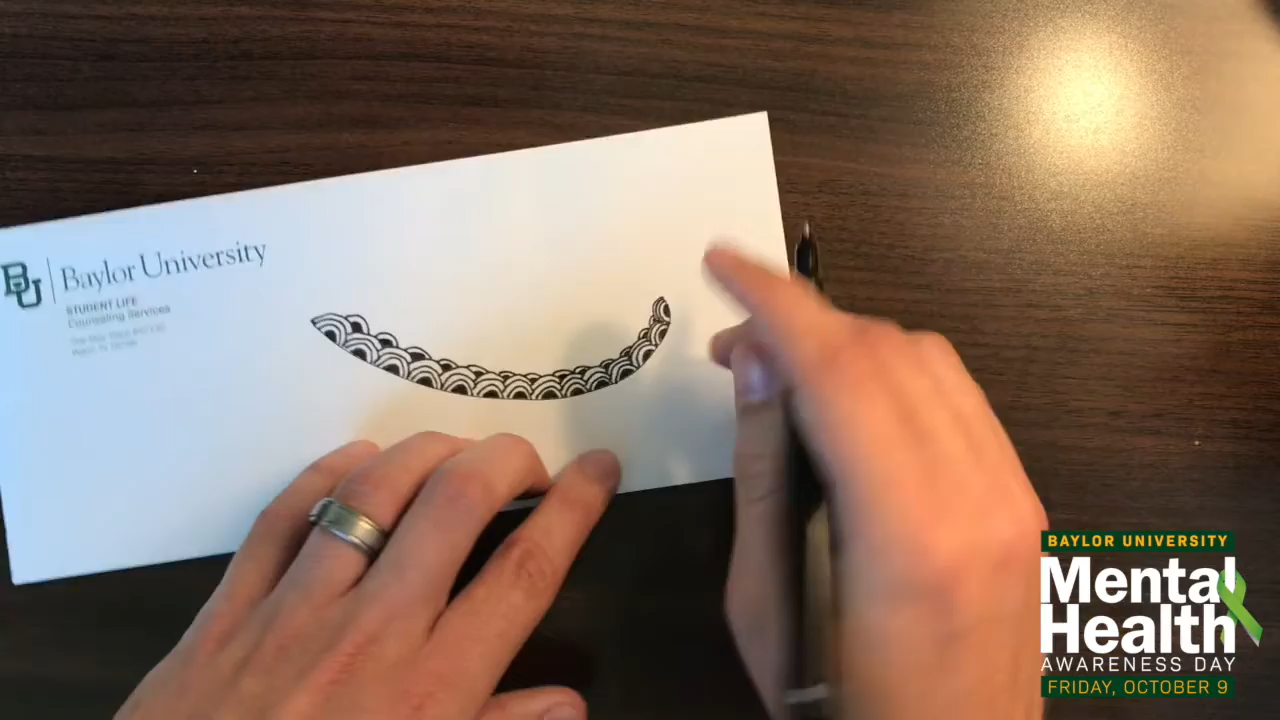 BU
Baylor University
STUDENT LIFE
Counseling Services
BAYLOR UNIVERSITY
Mental
Health
AWARENESS DAY
FRIDAY, OCTOBER 9